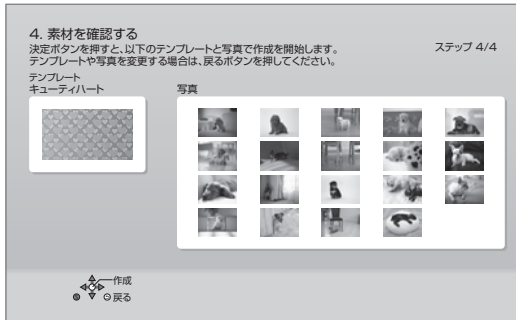 4. 素材を確認する
決定ボタンを押すと、以下のテンプレートと写真で作成を開始します。
テンプレートや写真を変更する場合は、戻るボタンを押してください。
ステップ 4/4
テンプレート
キューティハート
写真
作成
戻る